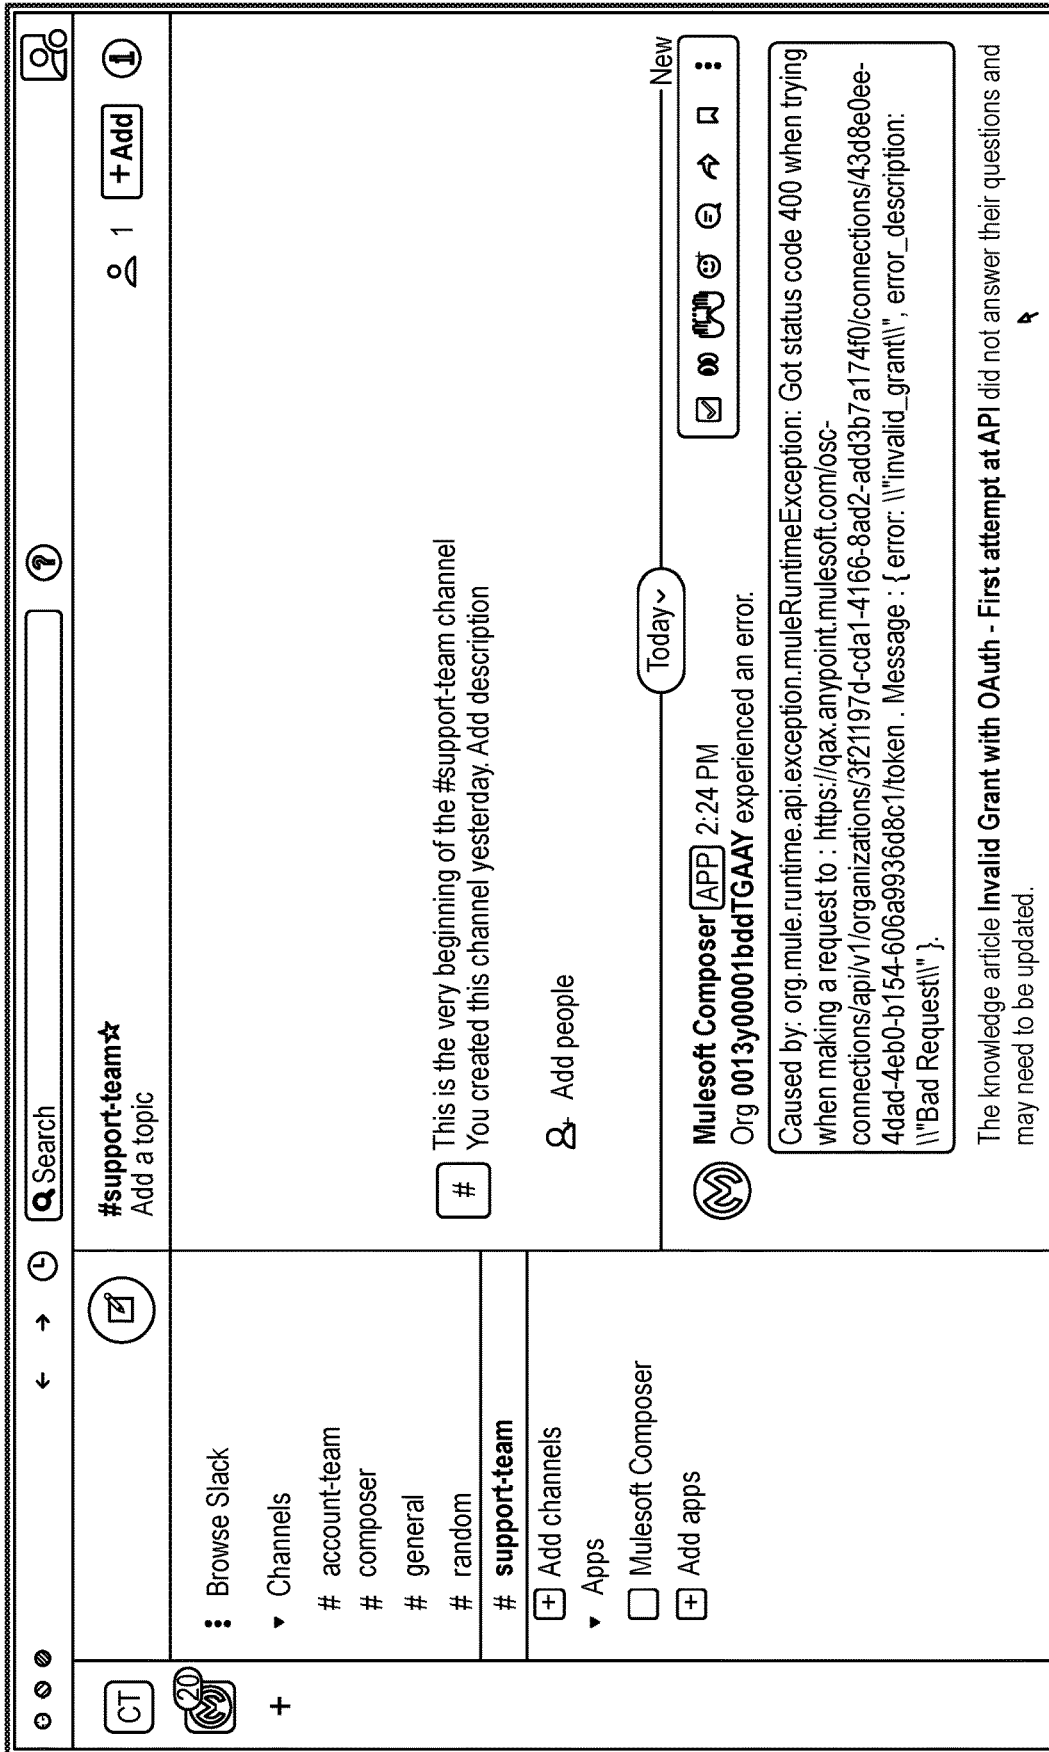 Search
?
CT
#support-team☆
Add a topic
1
+Add
i
20
+
Browse Slack
Channels
# account-team
# composer
# general
# random
# support-team
+ Add channels
Apps
Mulesoft Composer
+ Add apps
#
This is the very beginning of the #support-team channel
You created this channel yesterday. Add description
Add people
Today
New
Mulesoft Composer APP 2:24 PM
Org 0013y00001bddTGAAY experienced an error.
Caused by: org.mule.runtime.api.exception.muleRuntimeException: Got status code 400 when trying
when making a request to : https://qax.anypoint.mulesoft.com/osc-
connections/api/v1/organizations/3f21197d-cda1-4166-8ad2-add3b7a174f0/connections/43d8e0ee-
4dad-4eb0-b154-606a9936d8c1/token . Message : { error: \\"invalid_grant\\", error_description:
\\"Bad Request\\" }.
The knowledge article Invalid Grant with OAuth - First attempt at API did not answer their questions and
may need to be updated.